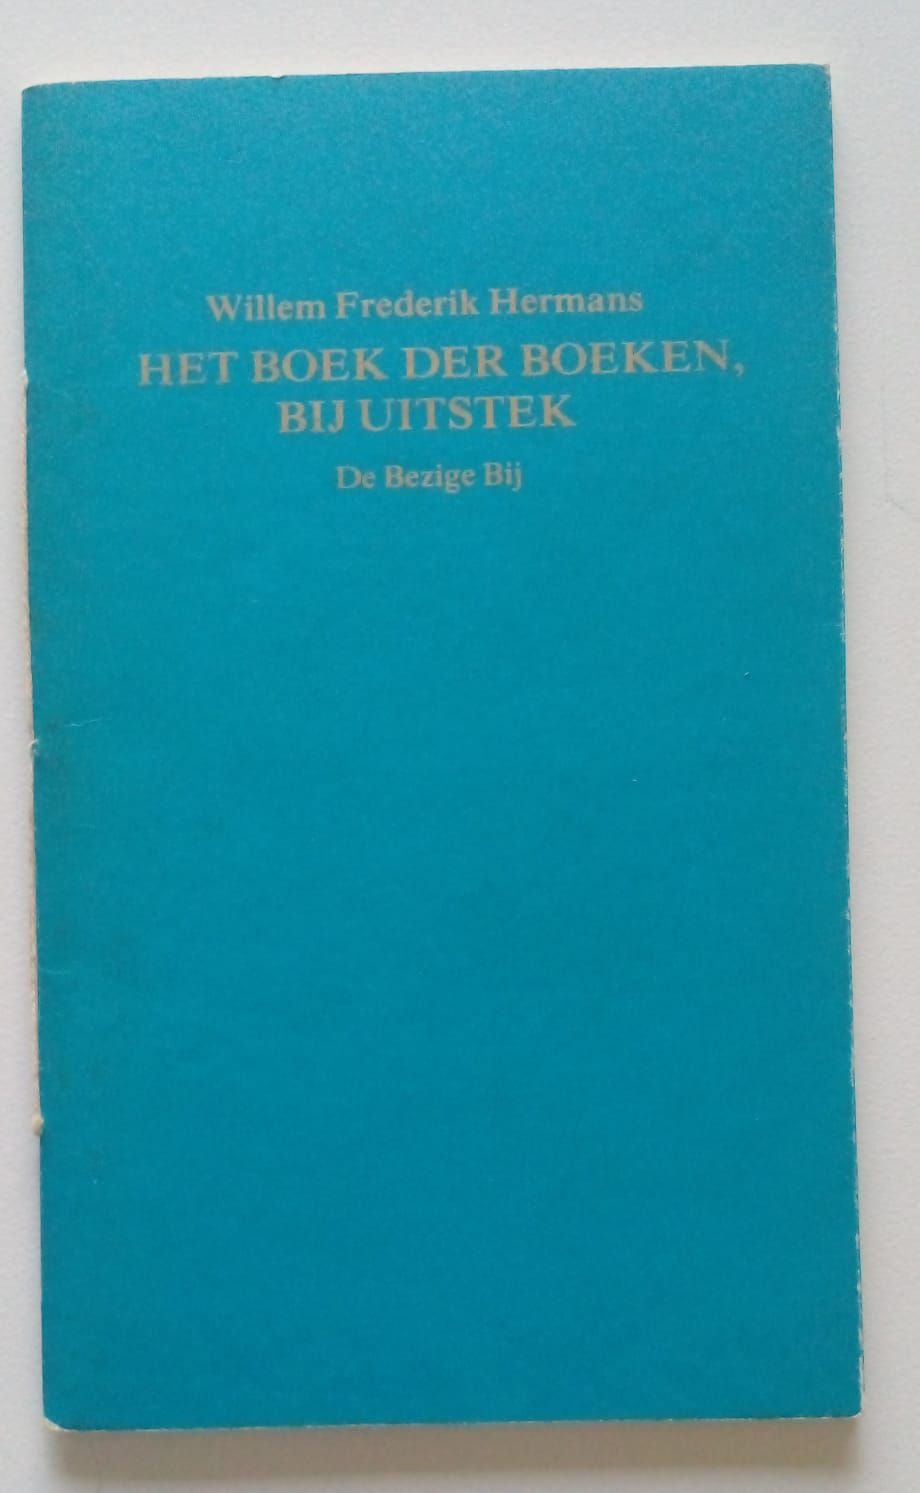 Willem Frederik Hermans
HET BOEK DER BOEKEN,
BIJ UITSTEK
De Bezige Bij